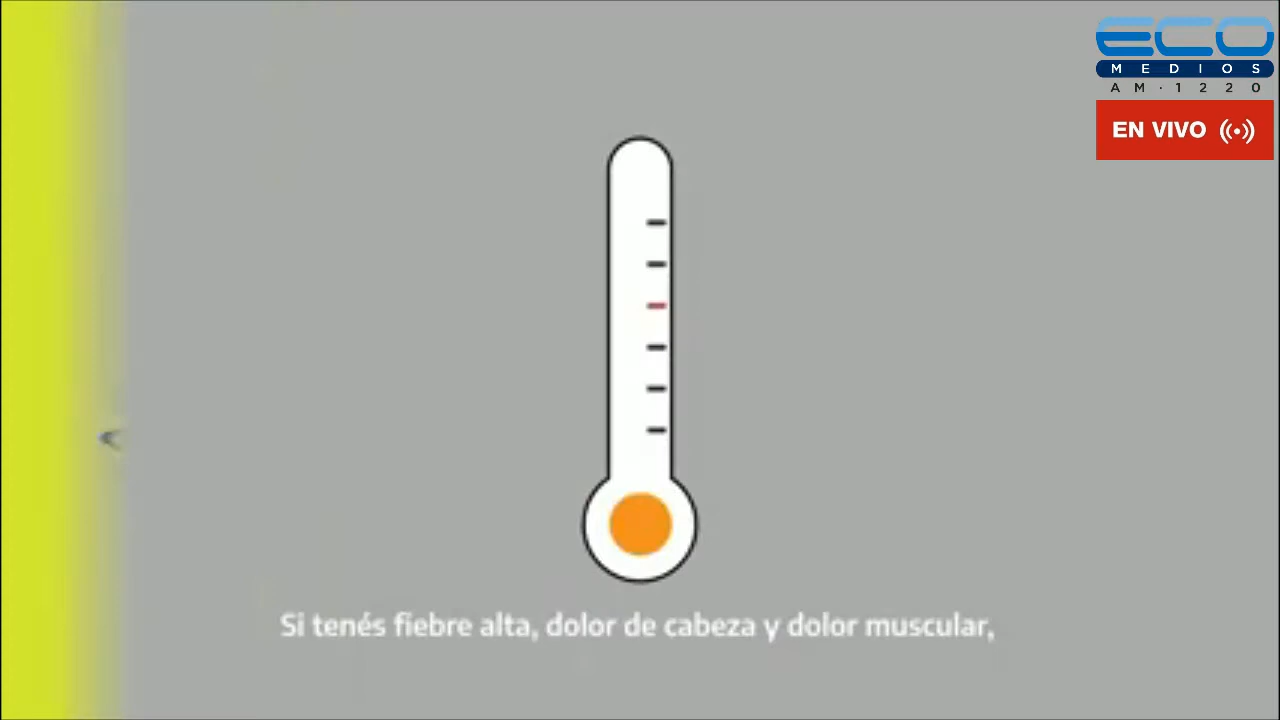 ECO
MEDIOS
AM·1220
EN VIVO
Si tenés fiebre alta, dolor de cabeza y dolor muscular,